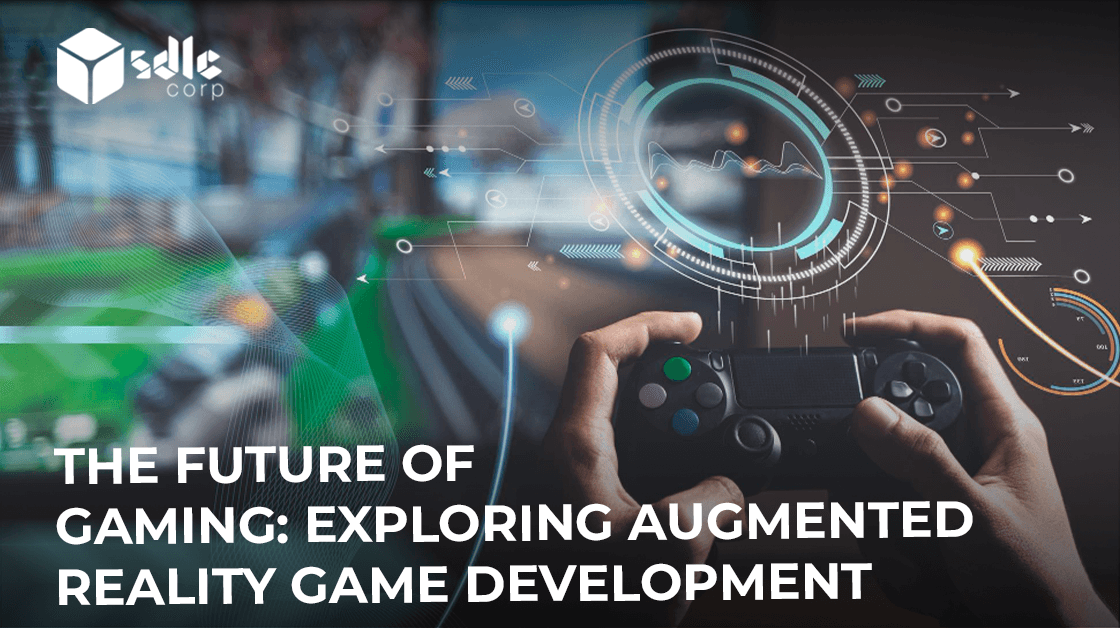 sdlc
corp
THE FUTURE OF
GAMING: EXPLORING AUGMENTED
REALITY GAME DEVELOPMENT